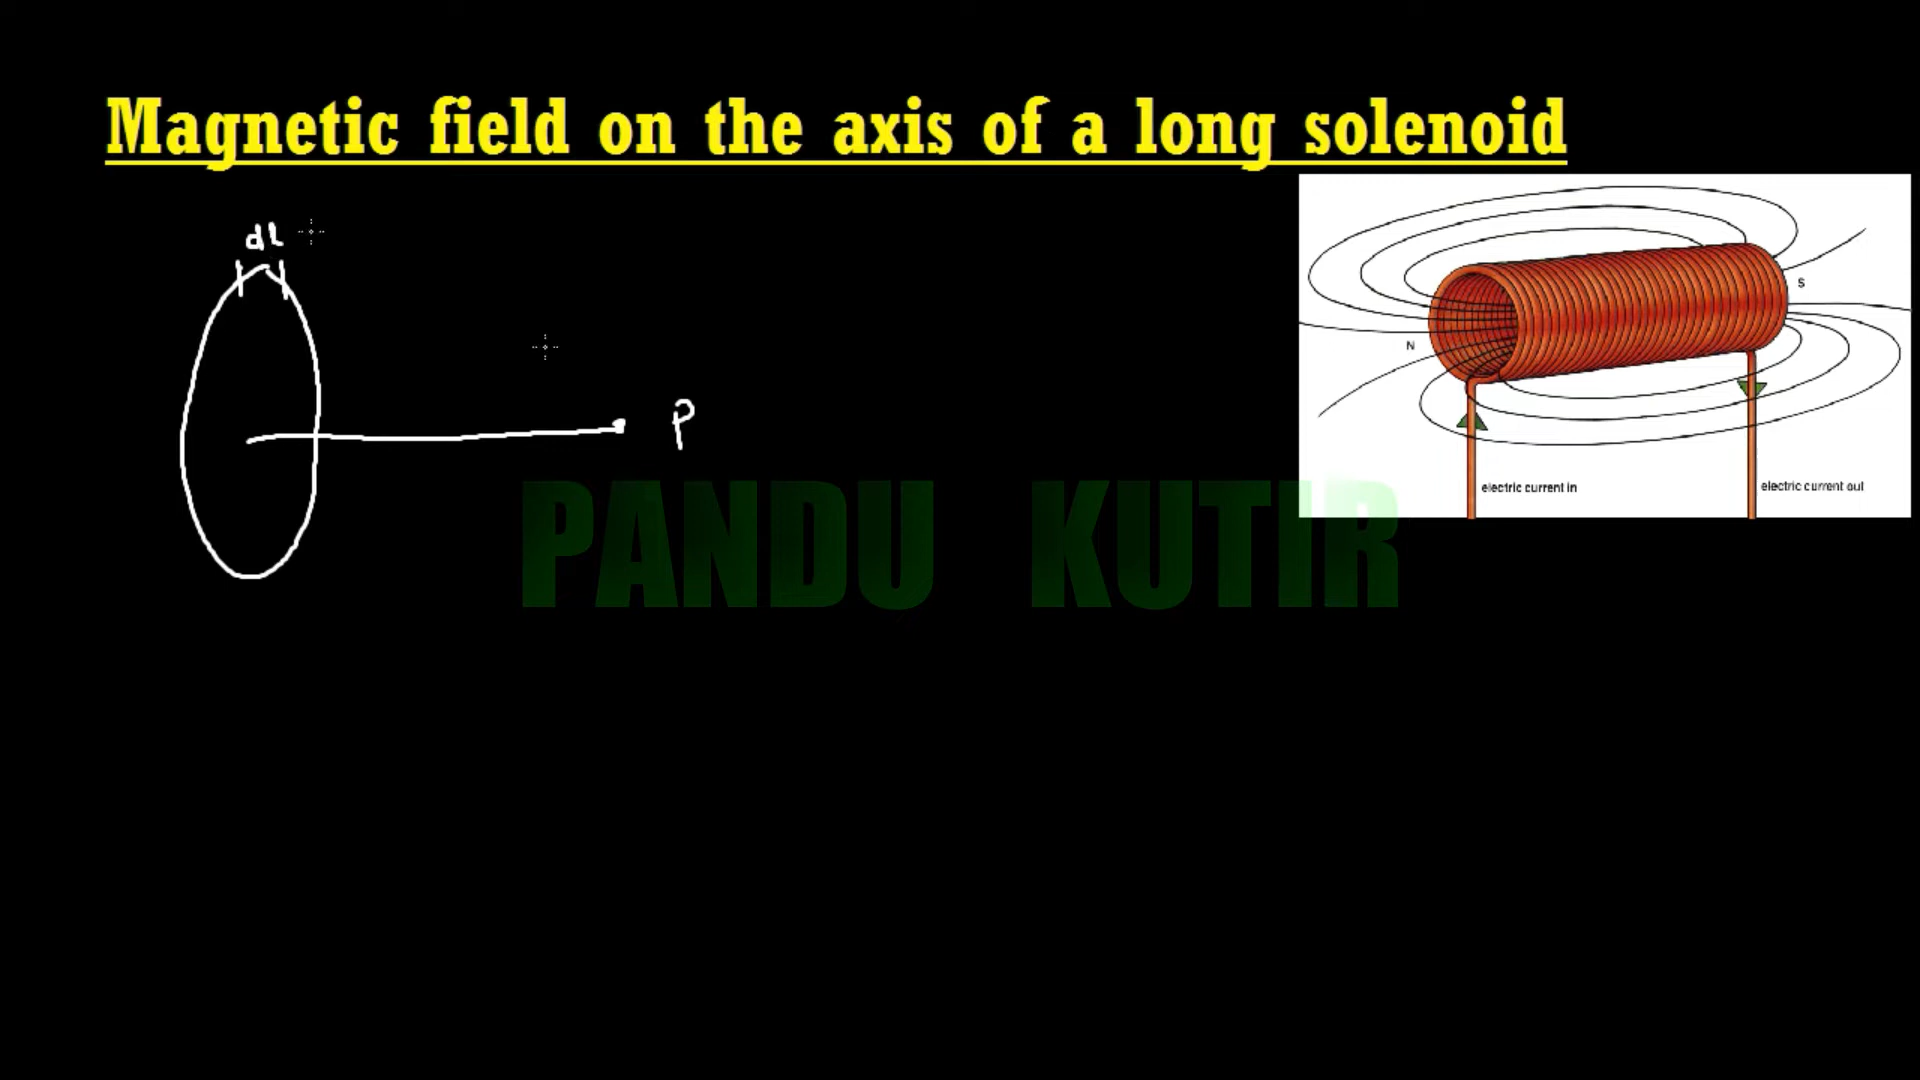 Magnetic field on the axis of a long solenoid
dl
S
N
P
electric current in
electric current out
PANDU KUTIR